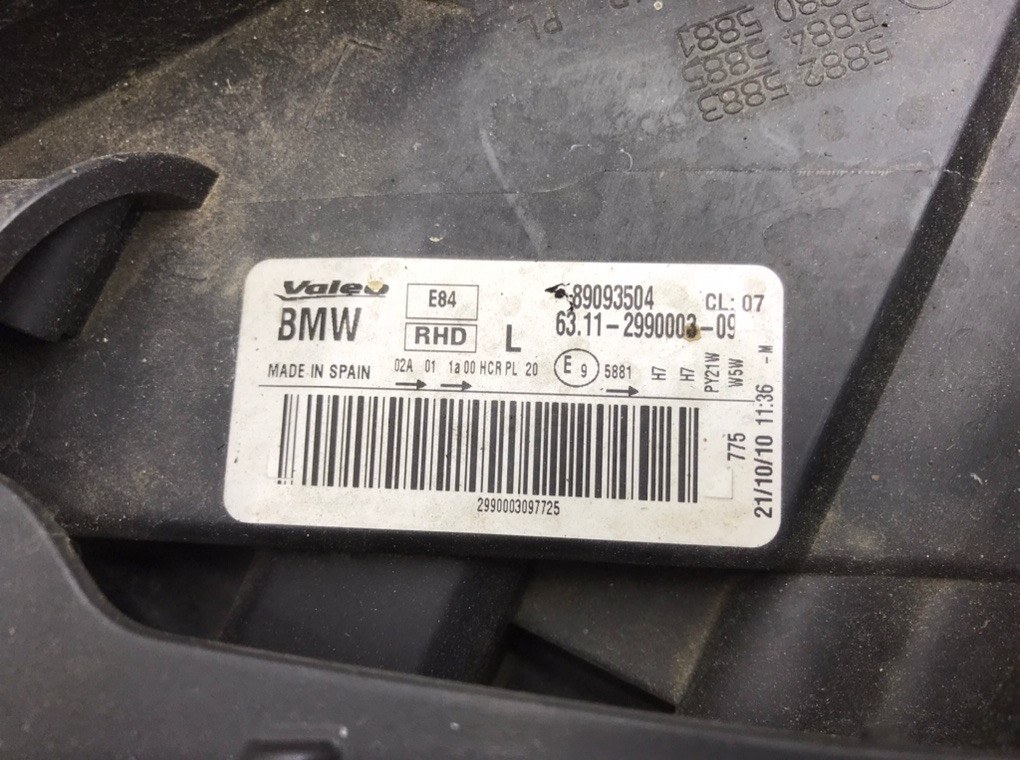 5880
5881
5884
5885
5882 5883
PL
Valeo
E84
89093504 CL: 07
BMW
RHD L
63.11-2990003-09
MADE IN SPAIN
02A 01 1a 00 HCR PL 20
E 9 5881
H7 H7 PY21W W5W
-M
775
21/10/10 11:36
2990003097725